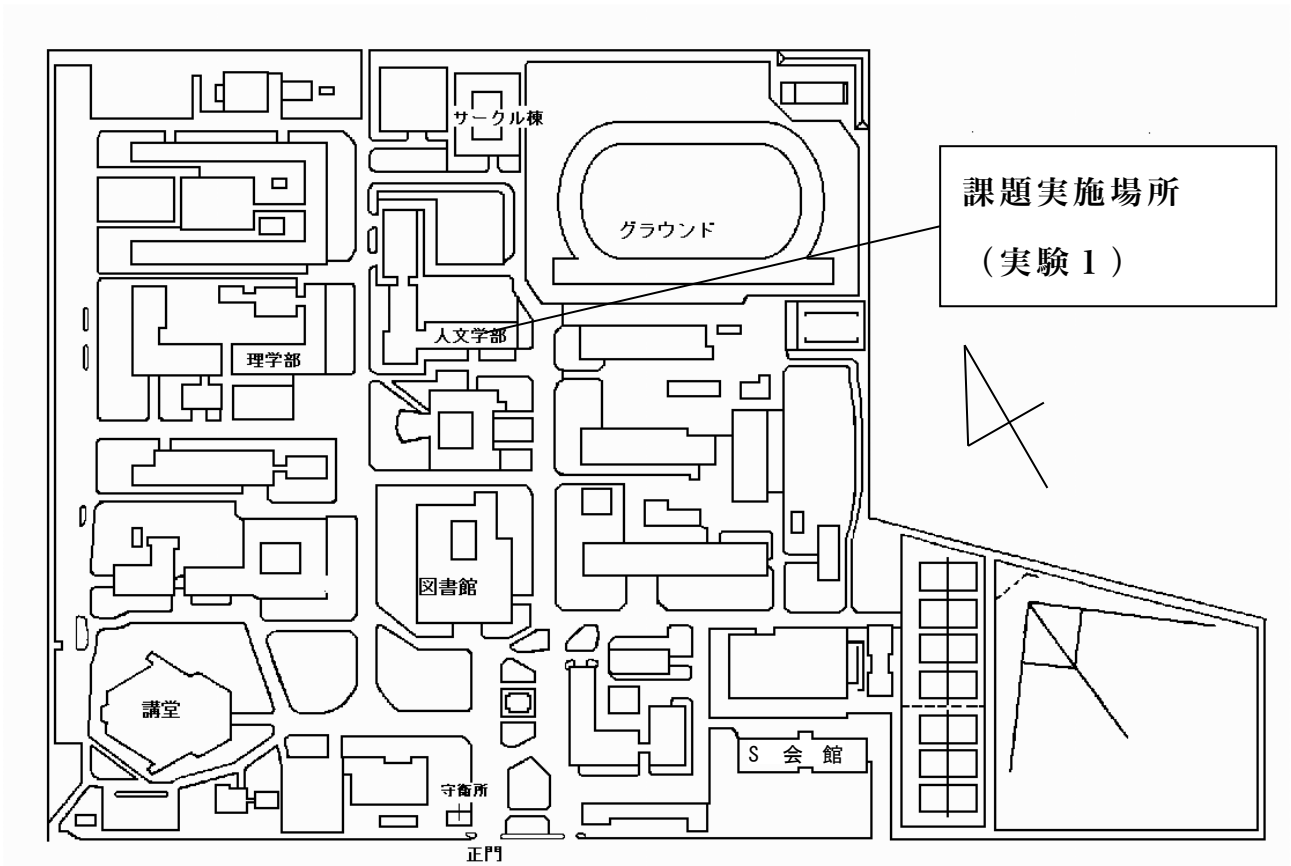 サークル棟
グラウンド
課題実施場所
（実験１）
人文学部
理学部
図書館
講堂
S 会 館
守衛所
正門